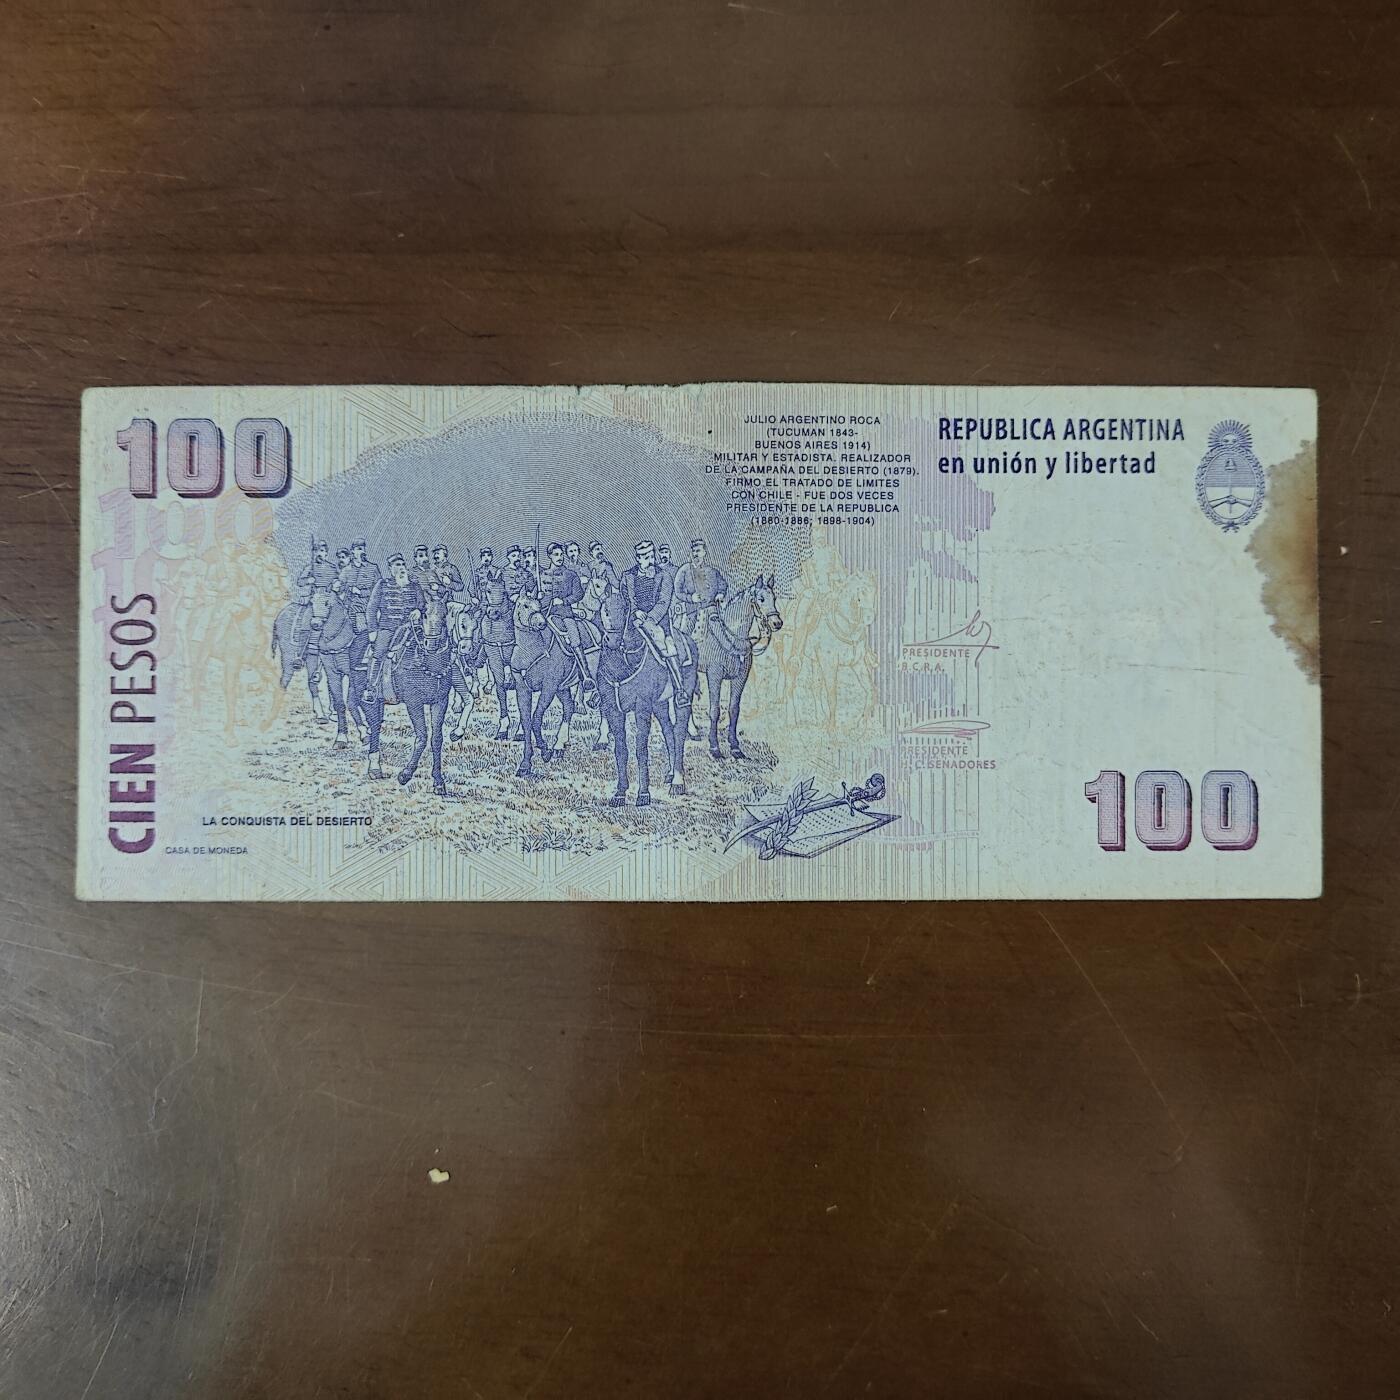 100
JULIO ARGENTINO ROCA
(TUCUMAN 1843-
BUENOS AIRES 1914)
MILITAR Y ESTADISTA. REALIZADOR
DE LA CAMPAÑA DEL DESIERTO (1879).
FIRMO EL TRATADO DE LIMITES
CON CHILE - FUE DOS VECES
PRESIDENTE DE LA REPUBLICA
(1880-1886; 1898-1904)
REPUBLICA ARGENTINA
en unión y libertad
100
CIEN PESOS
PRESIDENTE
B.C.R.A.
PRESIDENTE
H.C. SENADORES
LA CONQUISTA DEL DESIERTO
CASA DE MONEDA
100